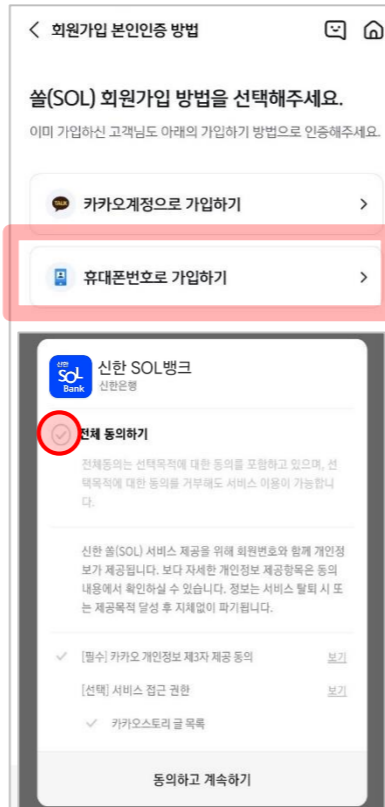 회원가입 본인인증 방법
쏠(SOL) 회원가입 방법을 선택해주세요.
이미 가입하신 고객님도 아래의 가입하기 방법으로 인증해주세요.
TALK 카카오계정으로 가입하기
휴대폰번호로 가입하기
신한 SOL Bank
신한 SOL뱅크
신한은행
전체 동의하기
전체동의는 선택목적에 대한 동의를 포함하고 있으며, 선
택목적에 대한 동의를 거부해도 서비스 이용이 가능합니
다.
신한 쏠(SOL) 서비스 제공을 위해 회원번호와 함께 개인정
보가 제공됩니다. 보다 자세한 개인정보 제공항목은 동의
내용에서 확인하실 수 있습니다. 정보는 서비스 탈퇴 시 또
는 제공목적 달성 후 지체없이 파기됩니다.
[필수] 카카오 개인정보 제3자 제공 동의 보기
[선택] 서비스 접근 권한 보기
카카오스토리 글 목록
동의하고 계속하기